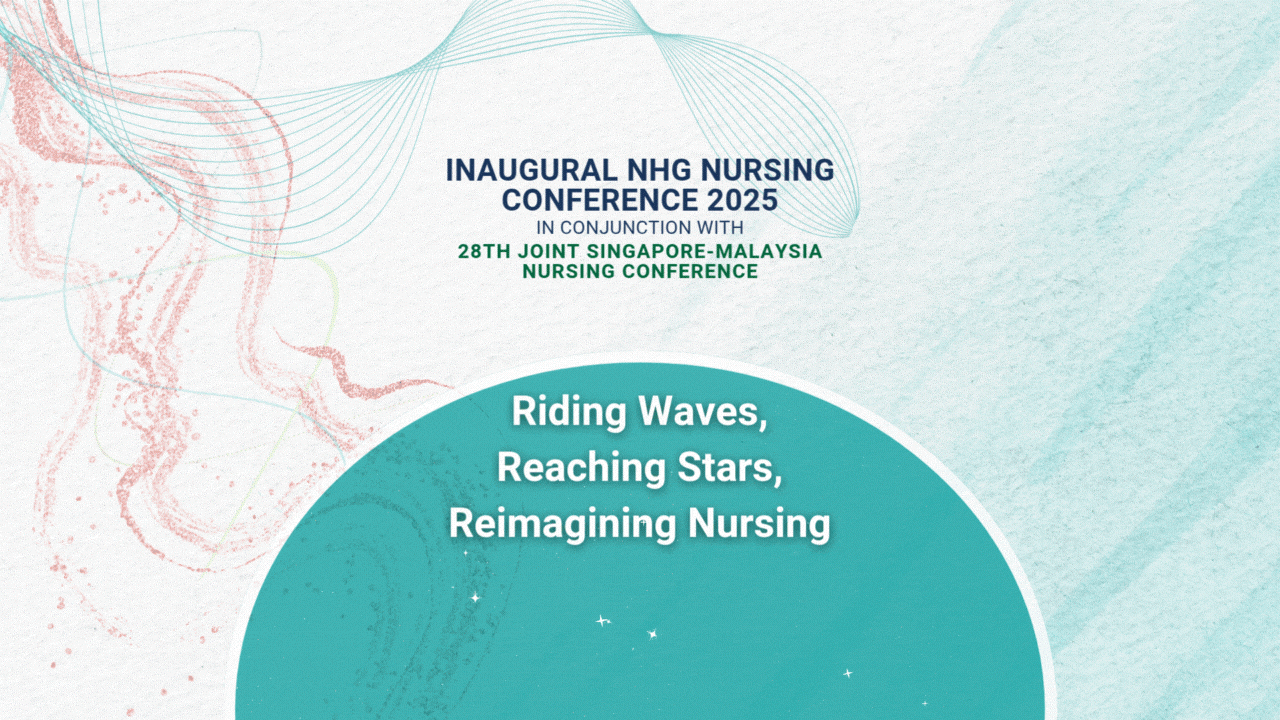 INAUGURAL NHG NURSING
CONFERENCE 2025
IN CONJUNCTION WITH
28TH JOINT SINGAPORE-MALAYSIA
NURSING CONFERENCE
Riding Waves,
Reaching Stars,
Reimagining Nursing